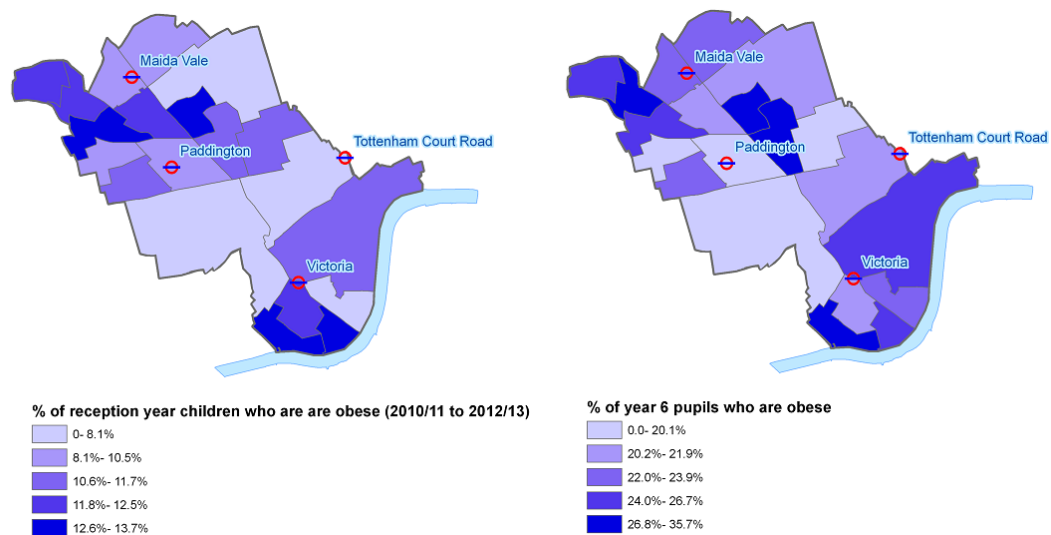 Maida Vale
Paddington
Tottenham Court Road
Victoria
% of reception year children who are are obese (2010/11 to 2012/13)
0- 8.1%
8.1%- 10.5%
10.6%- 11.7%
11.8%- 12.5%
12.6%- 13.7%
Maida Vale
Tottenham Court Road
Paddington
Victoria
% of year 6 pupils who are obese
0.0- 20.1%
20.2%- 21.9%
22.0%- 23.9%
24.0%- 26.7%
26.8%- 35.7%